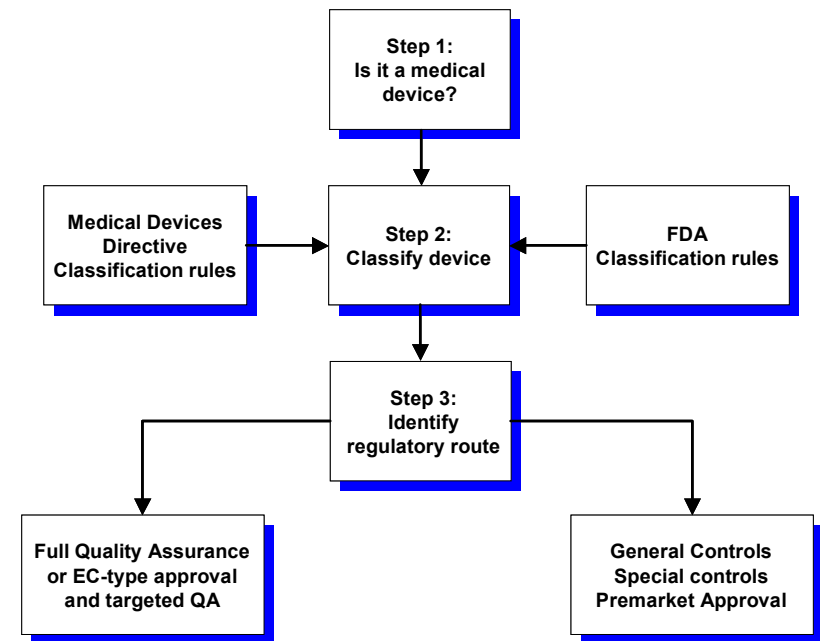 Step 1:
Is it a medical
device?
Medical Devices
Directive
Classification rules
Step 2:
Classify device
FDA
Classification rules
Step 3:
Identify
regulatory route
Full Quality Assurance
or EC-type approval
and targeted QA
General Controls
Special controls
Premarket Approval